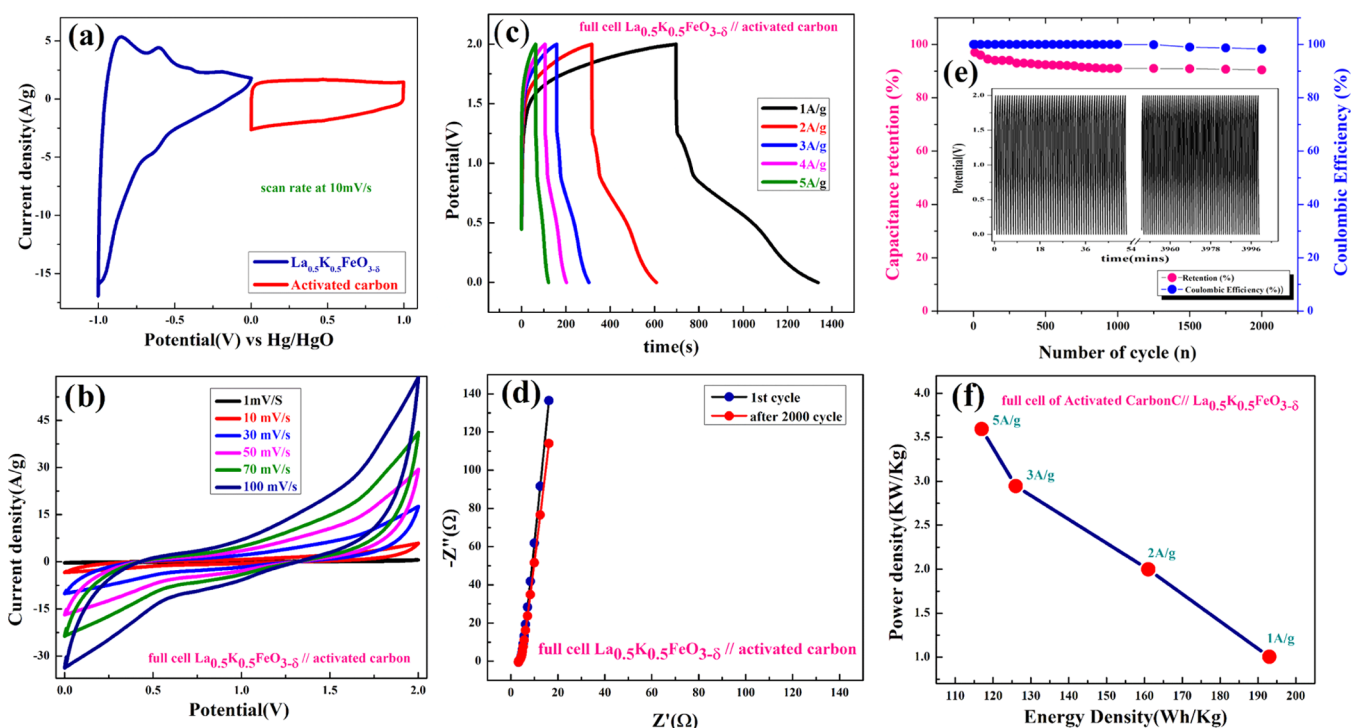 (a)
Current density(A/g)
5
0
-5
-10
-15
scan rate at 10mV/s
La0.5K0.5FeO3-δ
Activated carbon
-1.0
-0.5
0.0
0.5
1.0
Potential(V) vs Hg/HgO
(b)
Current density(A/g)
45
30
15
0
-15
-30
1mV/S
10 mV/s
30 mV/s
50 mV/s
70 mV/s
100 mV/s
full cell La0.5K0.5FeO3-δ // activated carbon
0.0
0.5
1.0
1.5
2.0
Potential(V)
(c)
full cell La0.5K0.5FeO3-δ // activated carbon
Potential(V)
2.0
1.5
1.0
0.5
0.0
1A/g
2A/g
3A/g
4A/g
5A/g
0
200
400
600
800
1000
1200
1400
time(s)
(d)
-Z''(Ω)
140
120
100
80
60
40
20
0
1st cycle
after 2000 cycle
full cell La0.5K0.5FeO3-δ // activated carbon
0
20
40
60
80
100
120
140
Z'(Ω)
(e)
Capacitance retention (%)
100
80
60
40
20
0
Coulombic Efficiency (%)
100
80
60
40
20
0
Potential(V)
2.0
1.5
1.0
0.5
0.0
0
18
36
54
3960
3978
3996
time(mins)
Retention (%)
Coulombic Efficiency (%))
0
250
500
750
1000
1250
1500
1750
2000
Number of cycle (n)
(f)
full cell of Activated CarbonC// La0.5K0.5FeO3-δ
Power density(KW/Kg)
4.0
3.5
3.0
2.5
2.0
1.5
1.0
5A/g
3A/g
2A/g
1A/g
110
120
130
140
150
160
170
180
190
200
Energy Density(Wh/Kg)